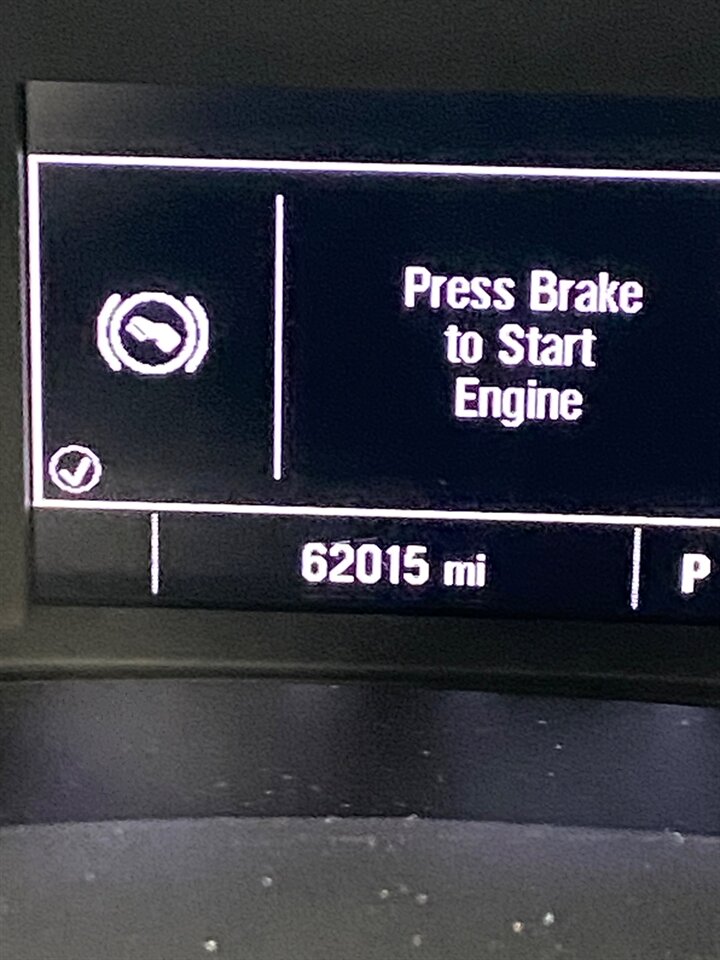 Press Brake
to Start
Engine
62015 mi
P